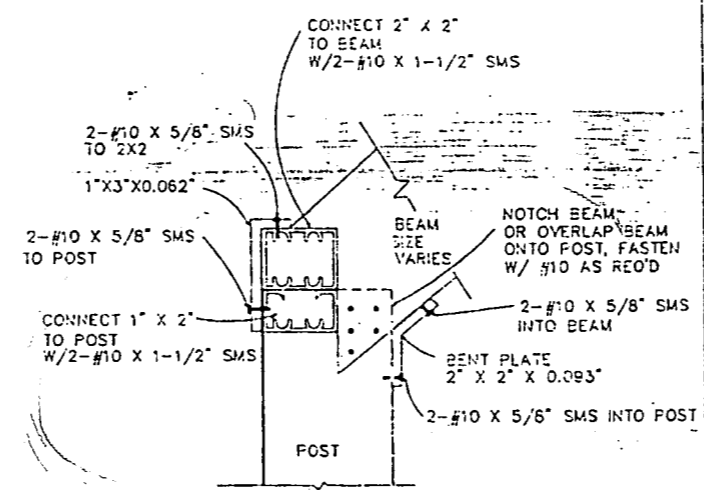 CONNECT 2" X 2"
TO BEAM
W/2-#10 X 1-1/2" SMS
2-#10 X 5/8" SMS
TO 2X2
1"X3"X0.062"
2-#10 X 5/8" SMS
TO POST
CONNECT 1" X 2"
TO POST
W/2-#10 X 1-1/2" SMS
BEAM
SIZE
VARIES
NOTCH BEAM
OR OVERLAP BEAM
ONTO POST, FASTEN
W/ #10 AS REQ'D
2-#10 X 5/8" SMS
INTO BEAM
BENT PLATE
2" X 2" X 0.093"
2-#10 X 5/8" SMS INTO POST
POST